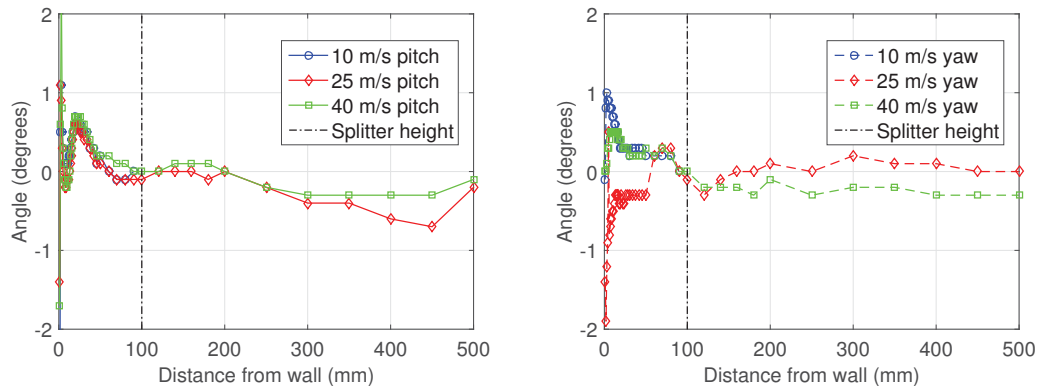 2
1
0
-1
-2
Angle (degrees)
10 m/s pitch
25 m/s pitch
40 m/s pitch
Splitter height
0 100 200 300 400 500
Distance from wall (mm)
2
1
0
-1
-2
Angle (degrees)
10 m/s yaw
25 m/s yaw
40 m/s yaw
Splitter height
0 100 200 300 400 500
Distance from wall (mm)